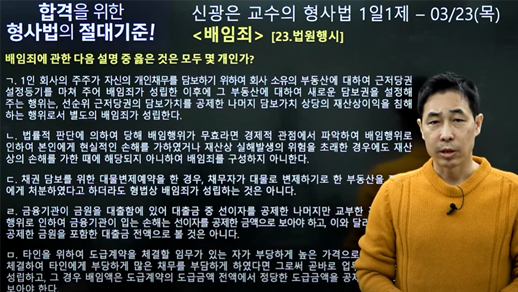 합격을 위한
형사법의 절대기준!
신광은 교수의 형사법 1일1제 – 03/23(목)
<배임죄> [23.법원행시]
배임죄에 관한 다음 설명 중 옳은 것은 모두 몇 개인가?
ㄱ. 1인 회사의 주주가 자신의 개인채무를 담보하기 위하여 회사 소유의 부동산에 대하여 근저당권
설정등기를 마쳐 주어 배임죄가 성립한 이후에 그 부동산에 대하여 새로운 담보권을 설정해
주는 행위는, 선순위 근저당권의 담보가치를 공제한 나머지 담보가치 상당의 재산상이익을 침해
하는 행위로서 별도의 배임죄가 성립한다.
ㄴ. 법률적 판단에 의하여 당해 배임행위가 무효라면 경제적 관점에서 파악하여 배임행위로
인하여 본인에게 현실적인 손해를 가하였거나 재산상 실해발생의 위험을 초래한 경우에도 재산
상의 손해를 가한 때에 해당되지 아니하여 배임죄를 구성하지 아니한다.
ㄷ. 채권 담보를 위한 대물변제예약을 한 경우, 채무자가 대물로 변제하기로 한 부동산을
에게 처분하였다고 하더라도 형법상 배임죄가 성립하는 것은 아니다.
ㄹ. 금융기관이 금원을 대출함에 있어 대출금 중 선이자를 공제한 나머지만 교부한
행위로 인하여 금융기관이 입는 손해는 선이자를 공제한 금액으로 보아야 하고, 이와 달리
공제한 금원을 포함한 대출금 전액으로 볼 것은 아니다.
ㅁ. 타인을 위하여 도급계약을 체결할 임무가 있는 자가 부당하게 높은 가격으로
체결하여 타인에게 부당하게 많은 채무를 부담하게 하였다면 그로써 곧바로 업
성립하고, 그 경우 배임액은 도급계약의 도급금액 전액에서 정당한 도급금액을 공제한
보아야 한다.